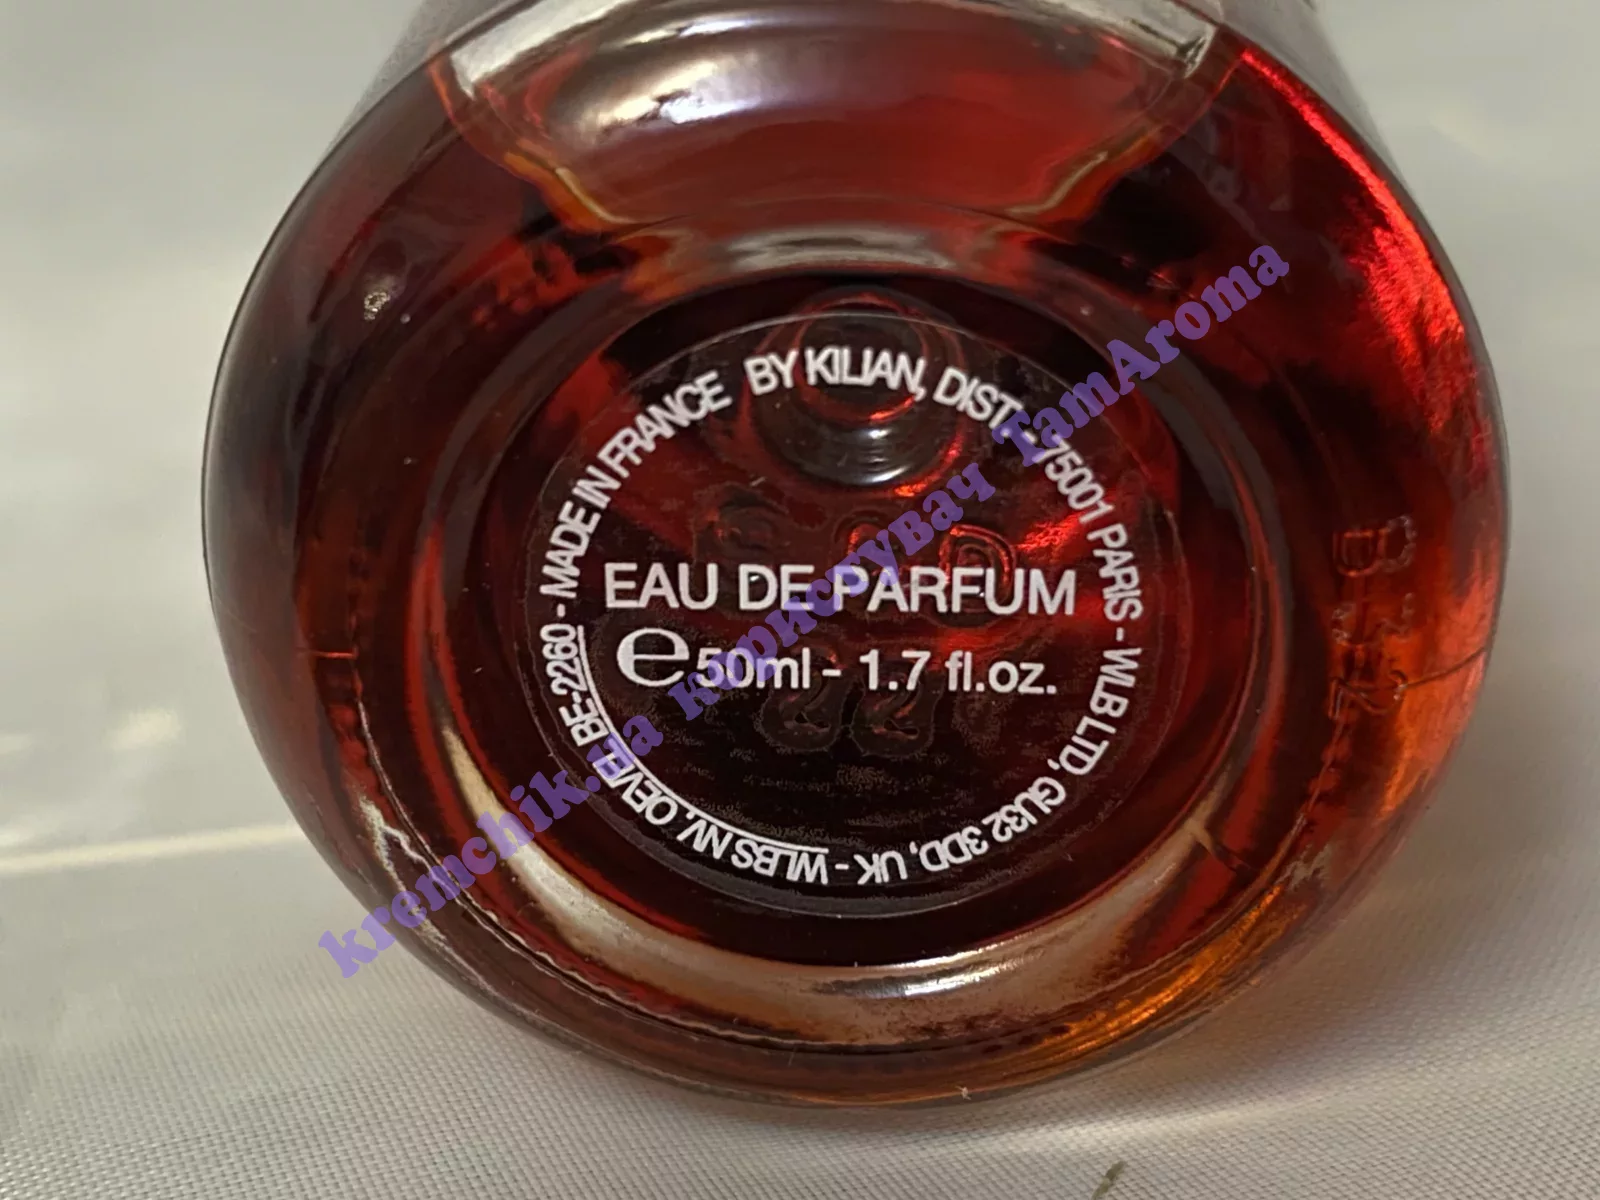 BY KILIAN, DIST. - 75001 PARIS - WLB LTD, GU32 3DD, UK - WLBS NV, OEVEL BE-2260 - MADE IN FRANCE
EAU DE PARFUM
e 50ml - 1.7 fl.oz.
kremchik.ua користувач TamAroma